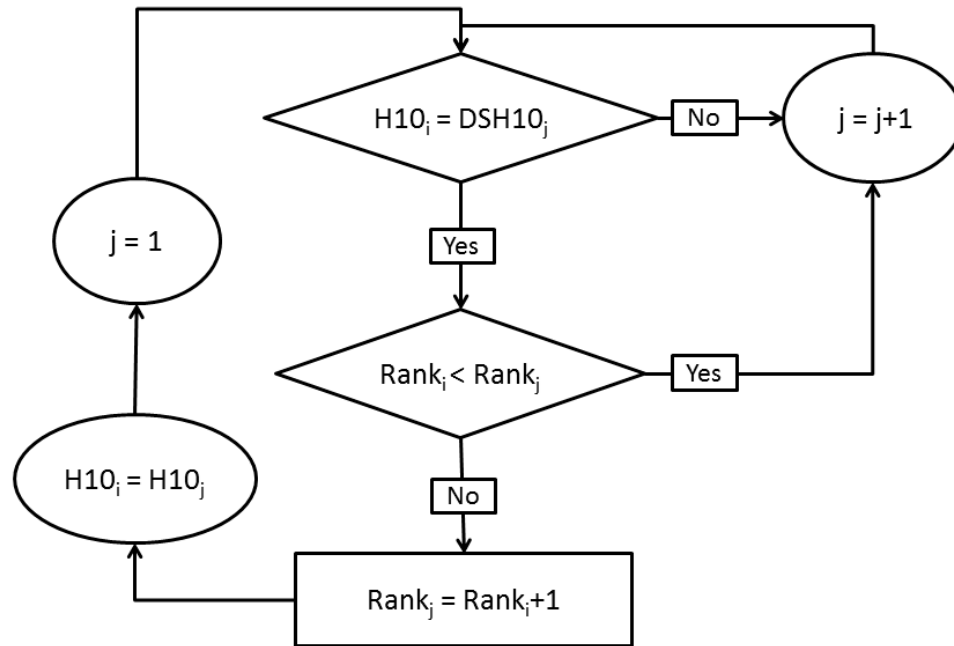 H10ᵢ = DSH10ⱼ
No
j = j+1
Yes
j = 1
Rankᵢ < Rankⱼ
Yes
H10ᵢ = H10ⱼ
No
Rankⱼ = Rankᵢ+1